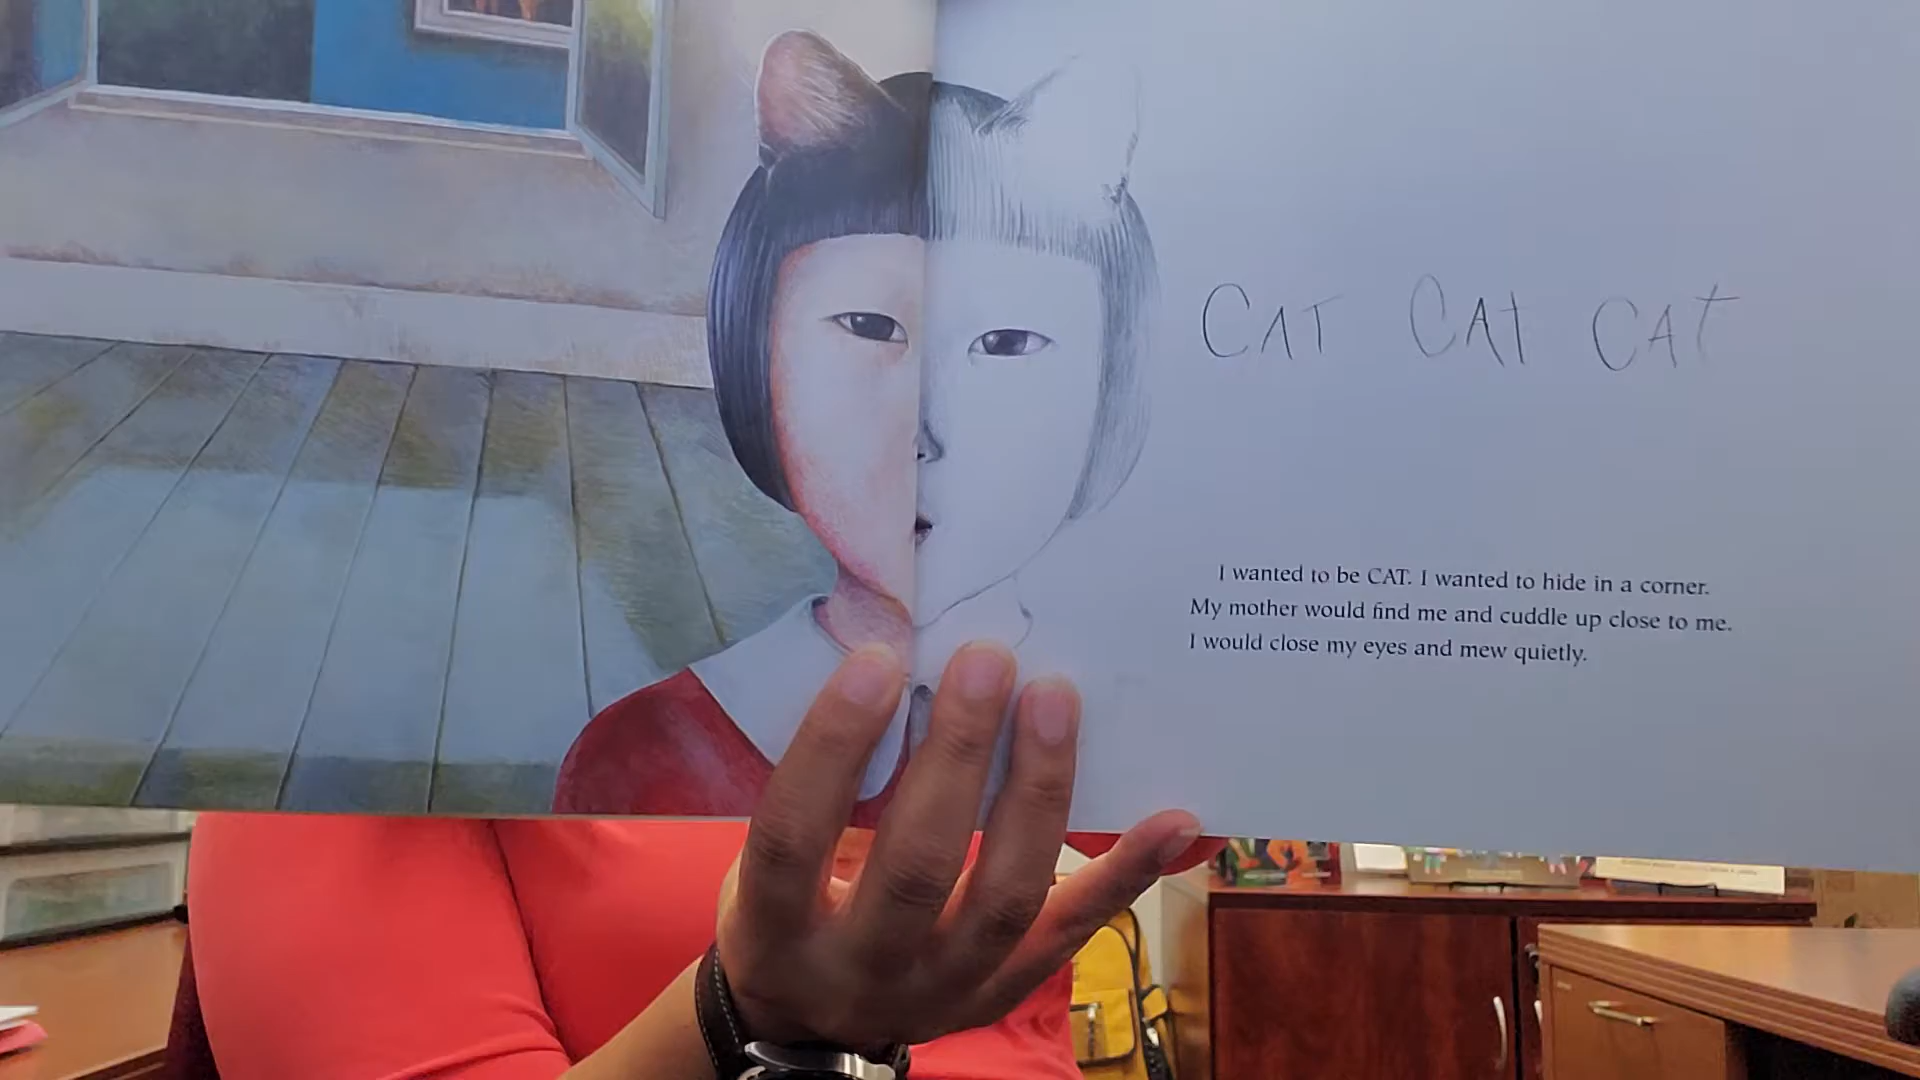 CAT CAt CAT
I wanted to be CAT. I wanted to hide in a corner.
My mother would find me and cuddle up close to me.
I would close my eyes and mew quietly.